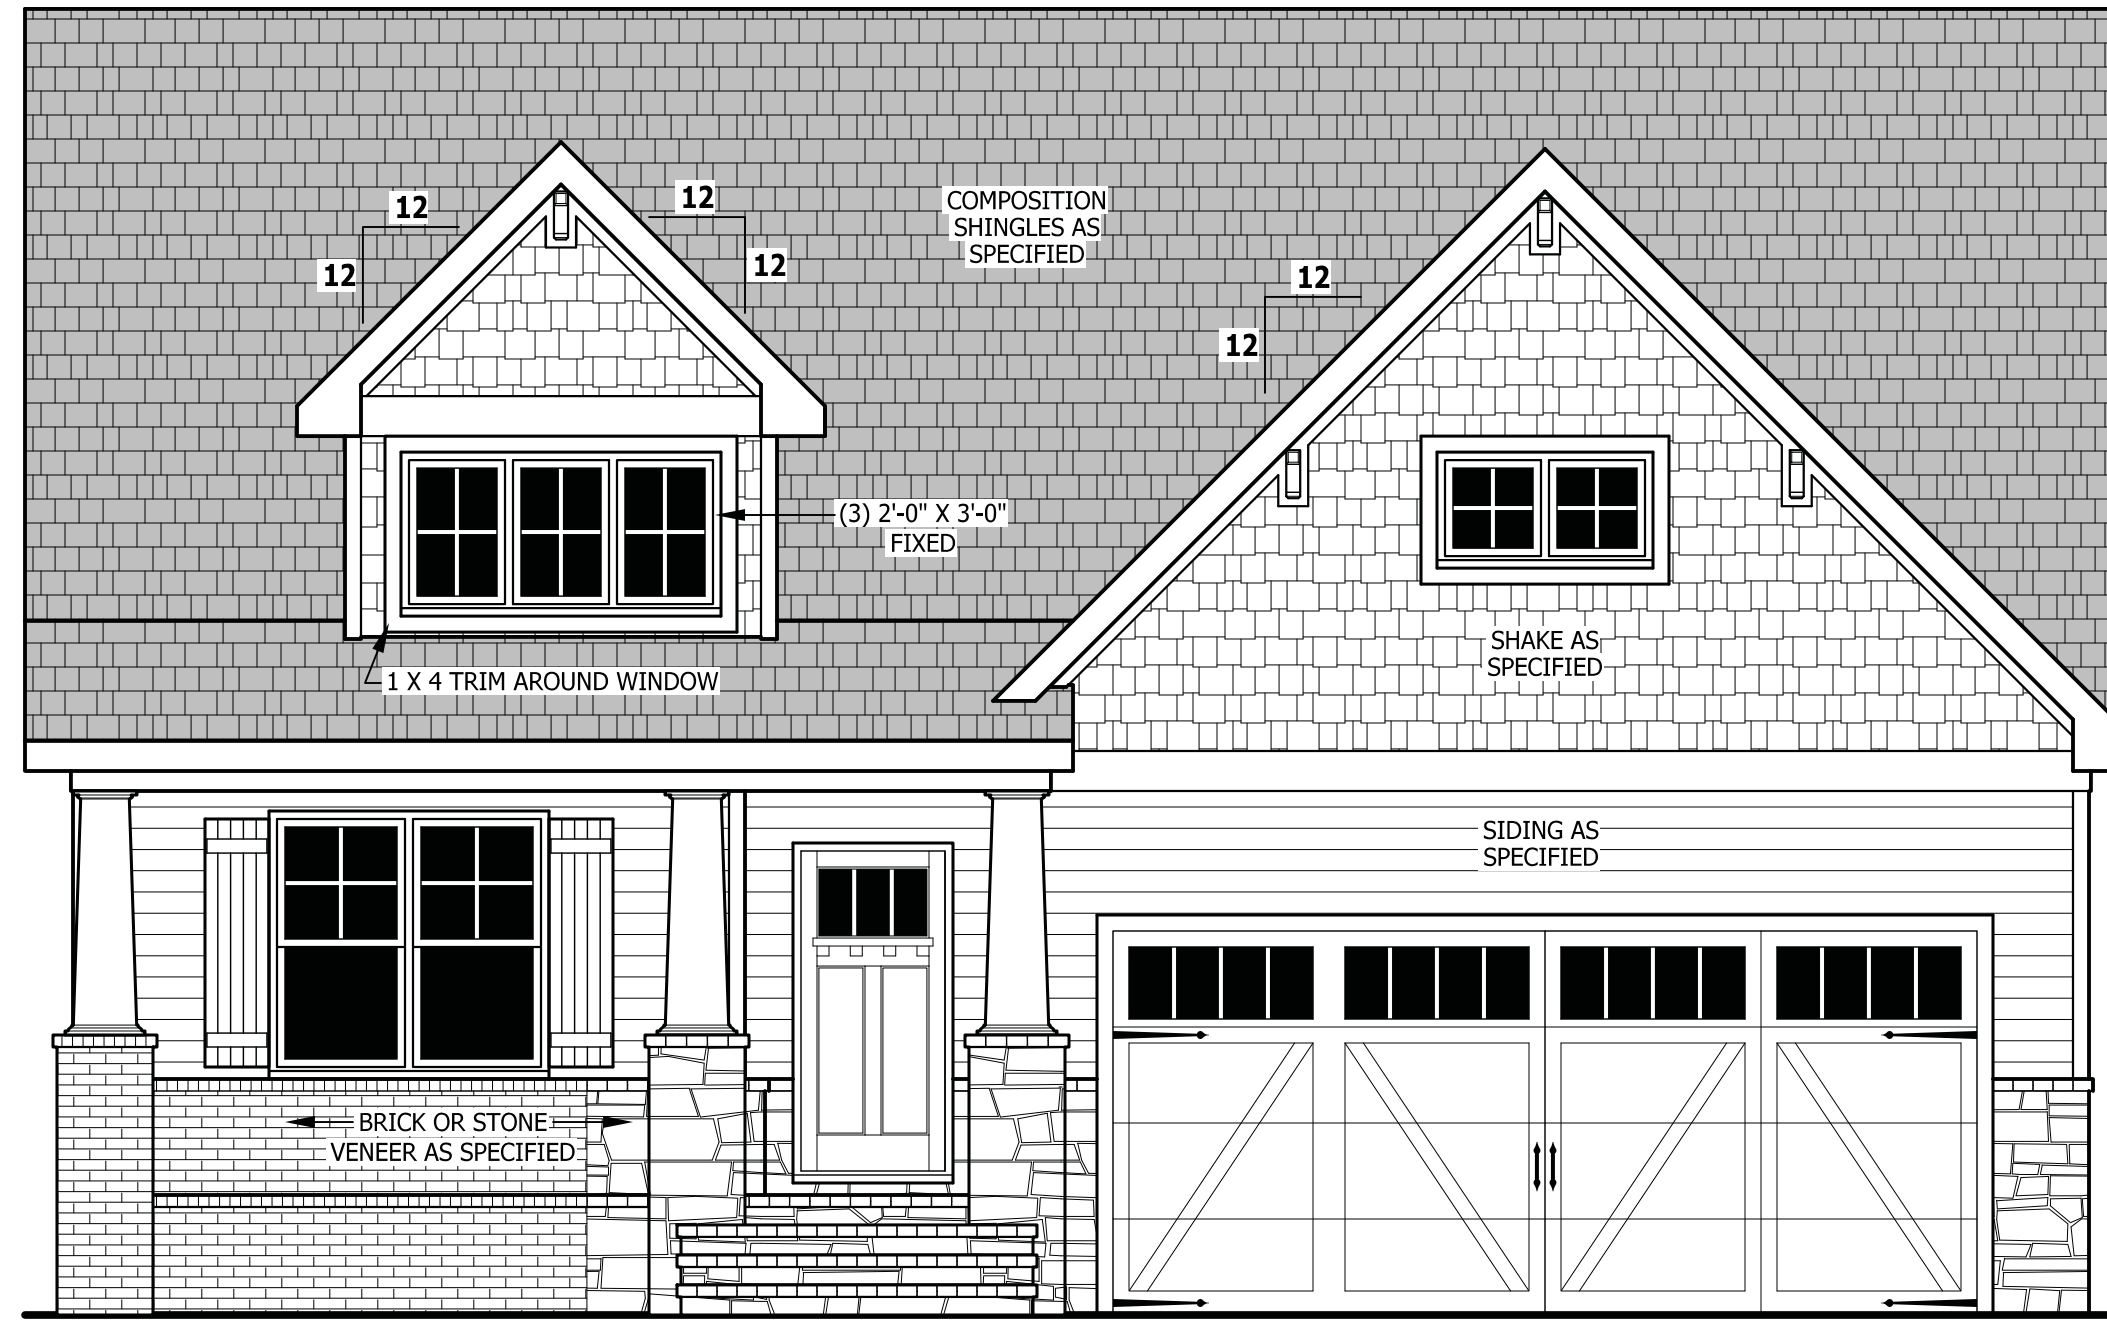 12
12
12
12
COMPOSITION
SHINGLES AS
SPECIFIED
12
12
(3) 2'-0" X 3'-0"
FIXED
1 X 4 TRIM AROUND WINDOW
SHAKE AS
SPECIFIED
SIDING AS
SPECIFIED
BRICK OR STONE
VENEER AS SPECIFIED